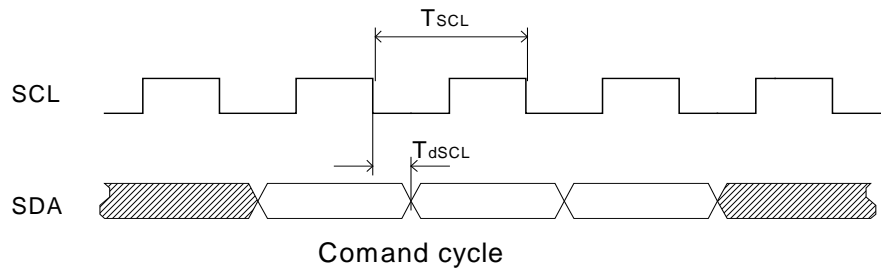 TSCL
SCL
TdSCL
SDA
Comand cycle